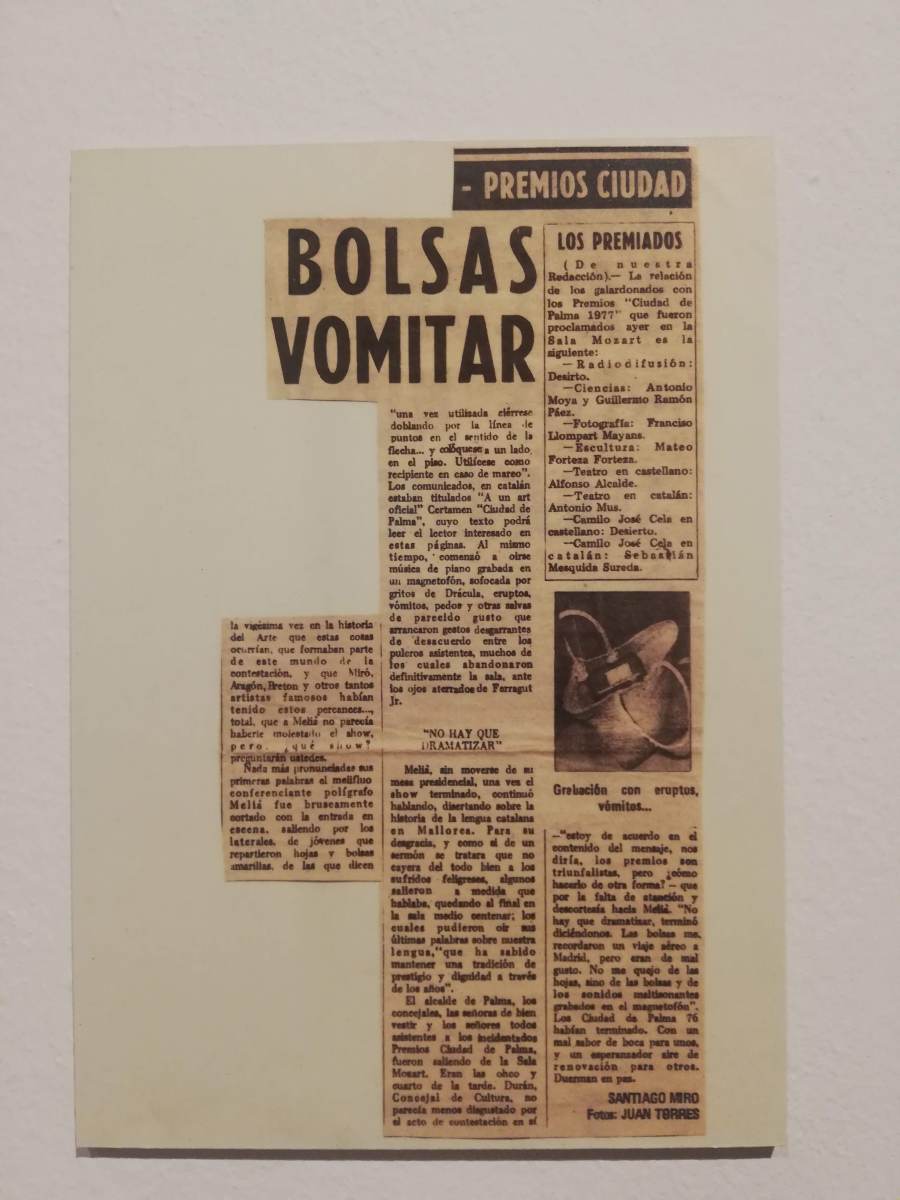 - PREMIOS CIUDAD
BOLSAS
VOMITAR
la vigésima vez en la historia
del Arte que estas cosas
ocurrían, que formaban parte
de este mundo de la
contestación, y que Miró,
Aragón, Breton y otros tantos
artistas famosos habían
tenido estos percances...,
total, que a Meliá no parecía
haberle molestado el show,
pero, ¿qué show?
preguntarán ustedes.
Nada más pronunciadas sus
primeras palabras el melifluo
conferenciante polígrafo
Meliá fue bruscamente
cortado con la entrada en
escena, saliendo por los
laterales, de jóvenes que
repartieron hojas y bolsas
amarillas, de las que dicen
"una vez utilizada ciérrese
doblando por la línea de
puntos en el sentido de la
flecha... y colóquese a un lado,
en el piso. Utilícese como
recipiente en caso de mareo".
Los comunicados, en catalán
estaban titulados "A un art
oficial" Certamen "Ciudad de
Palma", cuyo texto podrá
leer el lector interesado en
estas páginas. Al mismo
tiempo, comenzó a oirse
música de piano grabada en
un magnetofón, sofocada por
gritos de Drácula, eruptos,
vómitos, pedos y otras salvas
de parecido gusto que
arrancaron gestos desgarrantes
de desacuerdo entre los
pulcros asistentes, muchos de
los cuales abandonaron
definitivamente la sala, ante
los ojos aterrados de Ferragut
Jr.
"NO HAY QUE
DRAMATIZAR"
Meliá, sin moverse de su
mesa presidencial, una vez el
show terminado, continuó
hablando, disertando sobre la
historia de la lengua catalana
en Mallorca. Para su
desgracia, y como si de un
sermón se tratara que no
cayera del todo bien a los
sufridos feligreses, algunos
salieron a medida que
hablaba, quedando al final en
la sala medio centenar; los
cuales pudieron oir sus
últimas palabras sobre nuestra
lengua, "que ha sabido
mantener una tradición de
prestigio y dignidad a través
de los años".
El alcalde de Palma, los
concejales, las señoras de bien
vestir y los señores todos
asistentes a los incidentados
Premios Ciudad de Palma,
fueron saliendo de la Sala
Mozart. Eran las ohco y
cuarto de la tarde. Durán,
Concejal de Cultura, no
parecía menos disgustado por
el acto de contestación en sí
LOS PREMIADOS
(De nuestra
Redacción).— La relación
de los galardonados con
los Premios "Ciudad de
Palma 1977" que fueron
proclamados ayer en la
Sala Mozart es la
siguiente:
—Radiodifusión:
Desirto.
—Ciencias: Antonio
Moya y Guillermo Ramón
Páez.
—Fotografía: Franciso
Llompart Mayans.
—Escultura: Mateo
Forteza Forteza.
—Teatro en castellano:
Alfonso Alcalde.
—Teatro en catalán:
Antonio Mus.
—Camilo José Cela en
castellano: Desierto.
—Camilo José Cela en
catalán: Sebastián
Mesquida Sureda.
Grabación con eruptos,
vómitos...
—"estoy de acuerdo en el
contenido del mensaje, nos
diría, los premios son
triunfalistas, pero ¿cómo
hacerlo de otra forma? — que
por la falta de atención y
descortesía hacia Meliá. "No
hay que dramatizar, terminó
diciéndonos. Las bolsas me
recordaron un viaje aéreo a
Madrid, pero eran de mal
gusto. No me quejo de las
hojas, sino de las bolsas y de
los sonidos maltisonantes
grabados en el magnetofón".
Los Ciudad de Palma 76
habían terminado. Con un
mal sabor de boca para unos,
y un esperanzador aire de
renovación para otros.
Duerman en paz.
SANTIAGO MIRO
Fotos: JUAN TORRES